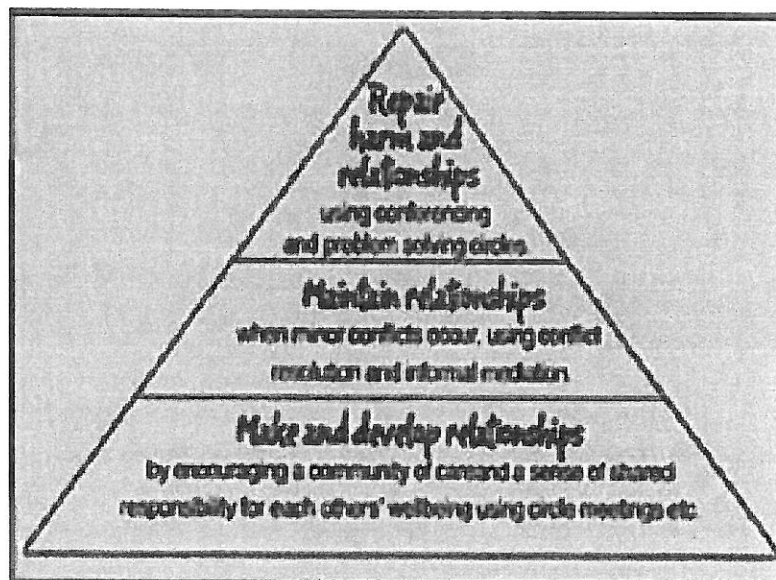 Repair
harm and
relationships
using conferencing
and problem solving circles
Maintain relationships
when minor conflicts occur, using conflict
resolution and informal mediation
Make and develop relationships
by encouraging a community of care and a sense of shared
responsibility for each others' wellbeing using circle meetings etc